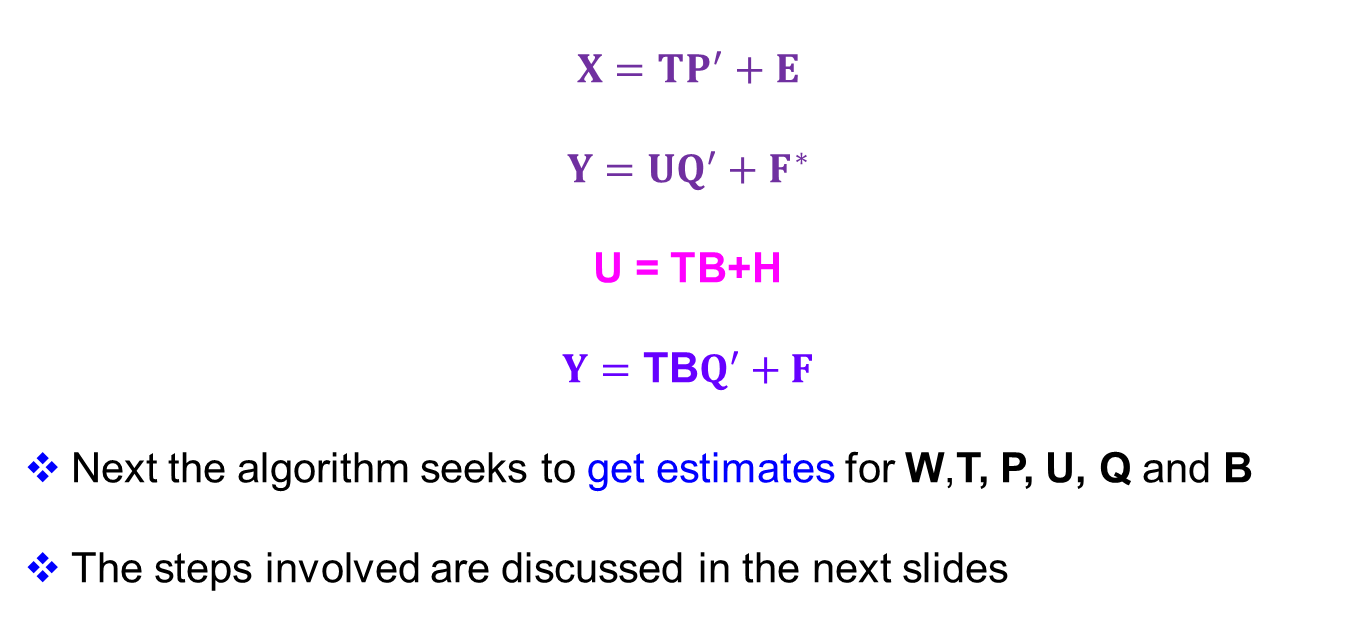 X = TP′ + E
Y = UQ′ + F*
U = TB+H
Y = TBQ′ + F
❖ Next the algorithm seeks to get estimates for W,T, P, U, Q and B
❖ The steps involved are discussed in the next slides